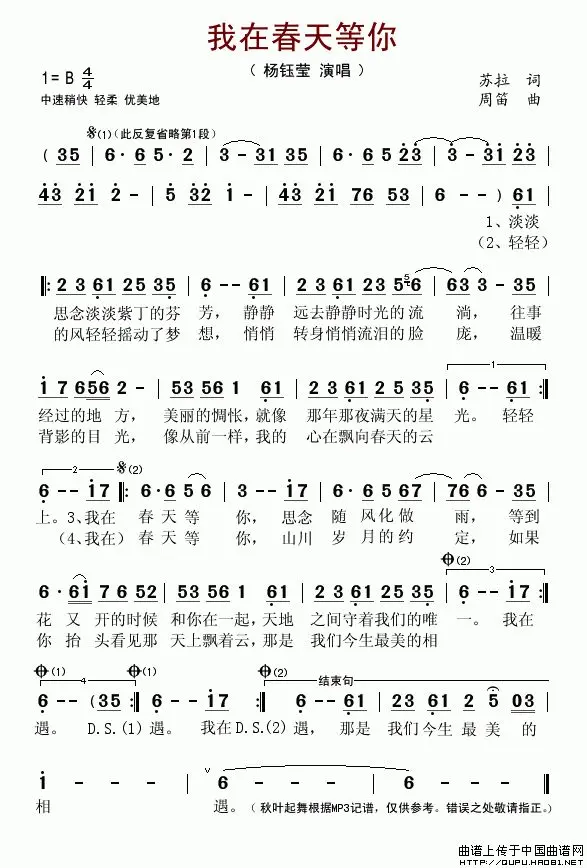 我在春天等你
（ 杨钰莹 演唱 ）
1= B 4/4
苏拉 词
中速稍快 轻柔 优美地
周笛 曲
𝄋(1)（此反复省略第1段）
（ 35 | 6· 6 5· 2 | 3 - 31 35 | 6· 6 5 23 | 3 - 31 23 |
43 21 2 - | 5 32 1 - | 43 21 76 53 | 6 - - ) 61
1、淡淡
（2、轻轻）
‖: 2 3 61 25 35 | 6 - - 61 | 2 3 61 23 5 6 | 63 3 - 35 |
思念淡淡紫丁的芬 芳， 静静 远去静静时光的流 淌， 往事
的风轻轻摇动了梦 想， 悄悄 转身悄悄流泪的脸 庞， 温暖
1
1 7 656 2 - | 53 56 1 61 | 2 3 61 25 35 | 6 - - 61 :‖
经过的地 方， 美丽的惆怅，就像 那年那夜满天的星 光。 轻轻
背影的目 光， 像从前一样，我的 心在飘向春天的云
2 𝄋(2)
6 - - 17 ‖: 6· 6 5 6 | 3 - - 17 | 6· 6 5 67 | 76 6 - 35 |
上。3、我在 春天等 你， 思念 随 风化做 雨， 等到
（4、我在）春天等 你， 山川 岁 月的约 定， 如果
𝄌(2)
3
6· 61 76 52 | 53 56 1 61 | 2 3 61 25 35 | 6 - - 17 :‖
花 又 开的时候 和你在一起，天地 之间守着我们的唯 一。 我在
你 抬 头看见那 天上飘着云，那是 我们今生最美的相
𝄌(1) 4 𝄌(1) 𝄌(2) 结束句
6 - - (35 :‖ 6 - - 17 :‖ 6 - - 61 | 23 61 2 5 03 |
遇。 D.S.(1) 遇。 我在D.S.(2) 遇， 那是 我们今生最 美 的
1 - - - | 6 - - - | 6 - - - ‖
相 遇。（ 秋叶起舞根据MP3记谱，仅供参考。错误之处敬请指正。）
曲谱上传于中国曲谱网
http://QUPU.HAO81.NET